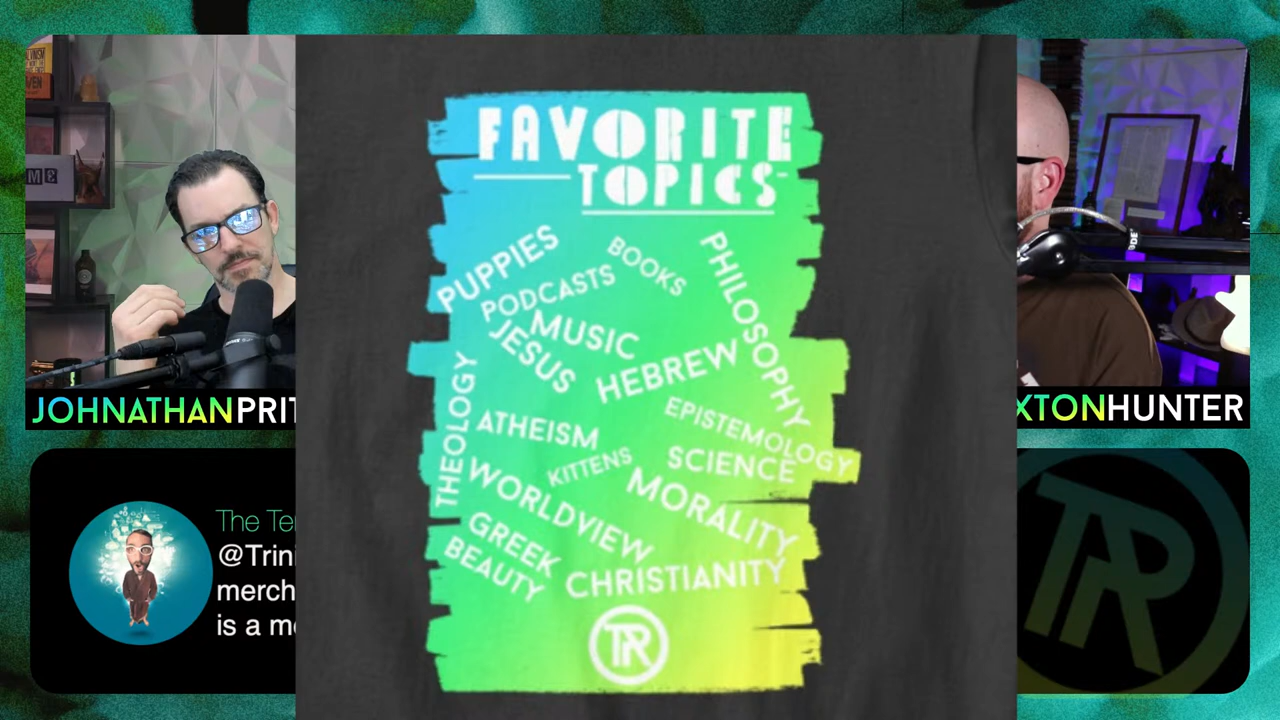 FAVORITE
TOPICS
PUPPIES
BOOKS
PHILOSOPHY
PODCASTS
MUSIC
JESUS
HEBREW
THEOLOGY
ATHEISM
EPISTEMOLOGY
KITTENS
SCIENCE
WORLDVIEW
MORALITY
GREEK
BEAUTY
CHRISTIANITY
TR
JOHNATHANPRIT
XTONHUNTER
The Te
@Trini
merch
is a m
TR